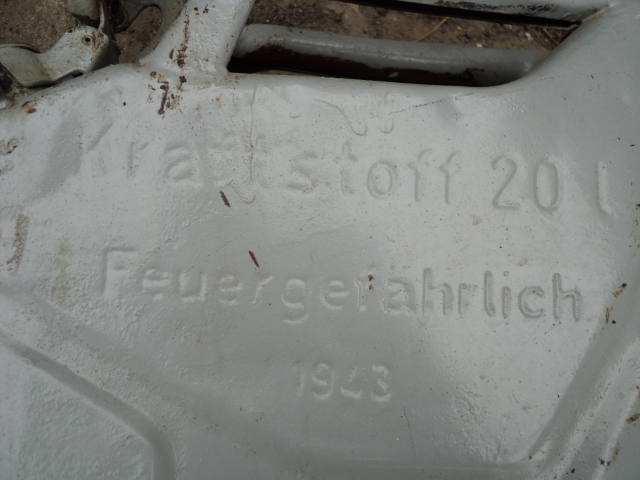 Kraftstoff 20 l
Feuergefährlich
1943